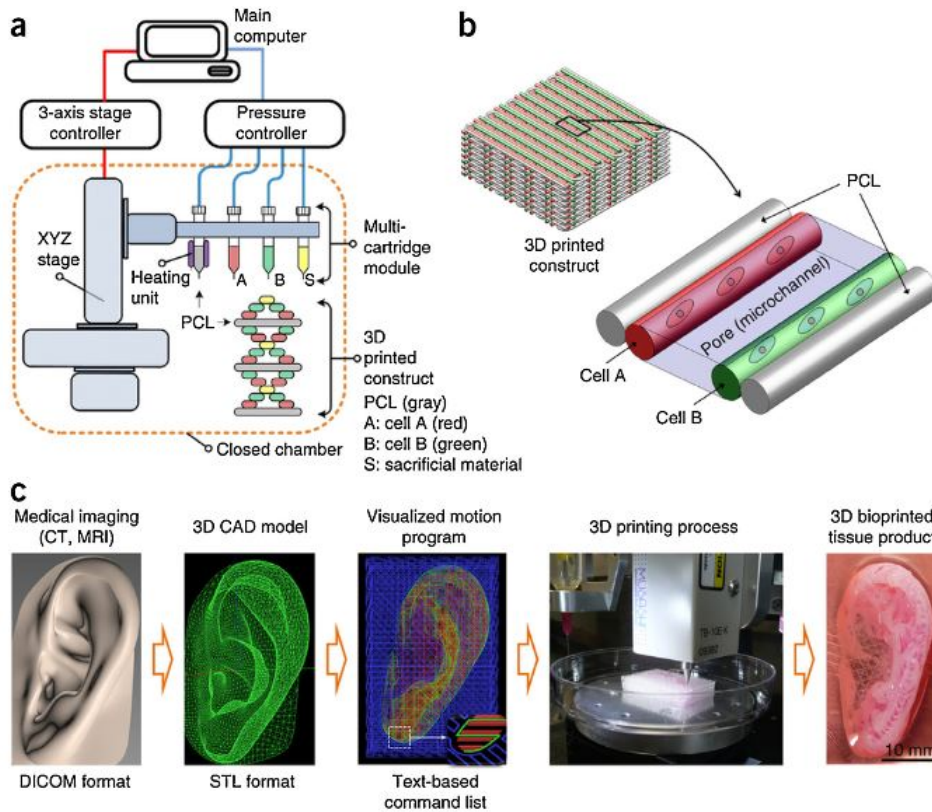 a
Main
computer
3-axis stage
controller
Pressure
controller
XYZ
stage
Heating
unit
A
B
S
Multi-
cartridge
module
PCL
3D
printed
construct
PCL (gray)
A: cell A (red)
B: cell B (green)
S: sacrificial material
Closed chamber
b
3D printed
construct
PCL
Pore (microchannel)
Cell A
Cell B
c
Medical imaging
(CT, MRI)
3D CAD model
Visualized motion
program
3D printing process
3D bioprinted
tissue product
10 mm
DICOM format
STL format
Text-based
command list